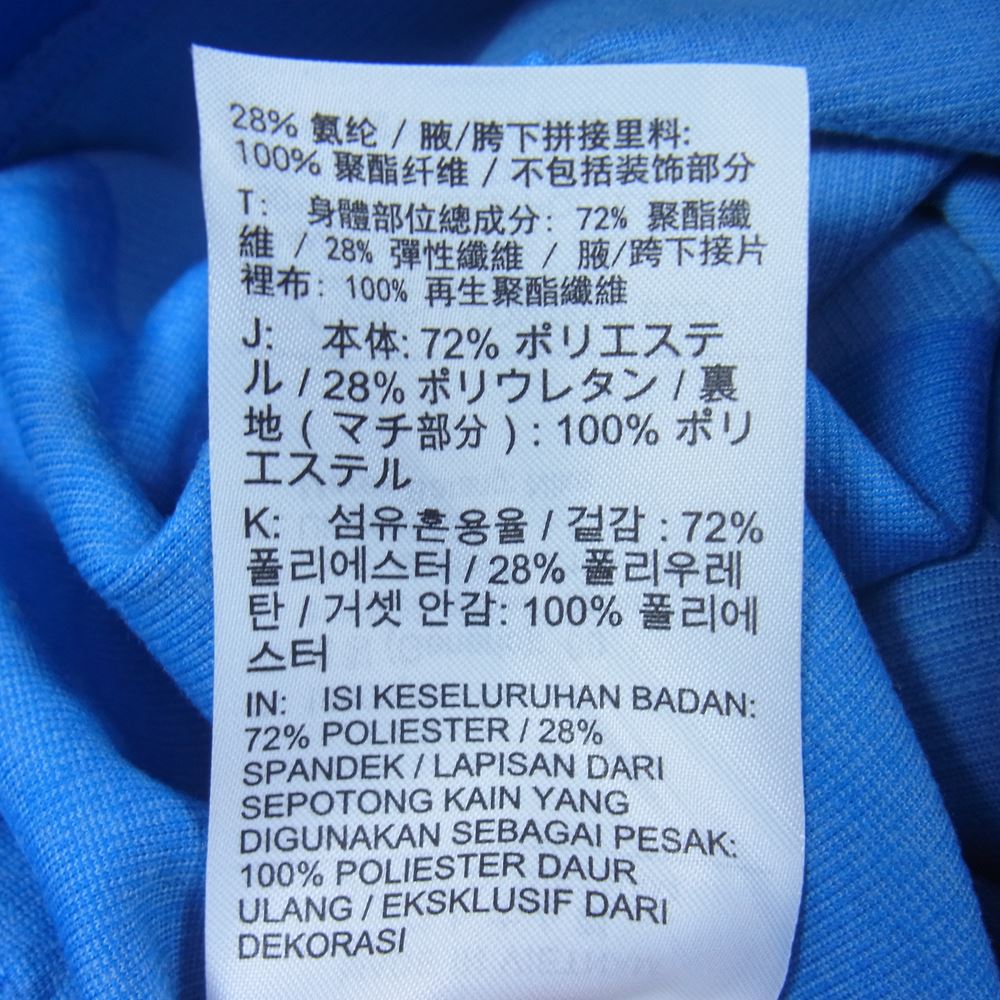 28% 氨纶 / 腋/胯下拼接里料:
100% 聚酯纤维 / 不包括装饰部分
T: 身體部位總成分: 72% 聚酯纖
維 / 28% 彈性纖維 / 腋/跨下接片
裡布: 100% 再生聚酯纖維
J: 本体: 72% ポリエステ
ル / 28% ポリウレタン / 裏
地 ( マチ部分 ) : 100% ポリ
エステル
K: 섬유혼용율 / 겉감 : 72%
폴리에스터 / 28% 폴리우레
탄 / 거셋 안감: 100% 폴리에
스터
IN: ISI KESELURUHAN BADAN:
72% POLIESTER / 28%
SPANDEK / LAPISAN DARI
SEPOTONG KAIN YANG
DIGUNAKAN SEBAGAI PESAK:
100% POLIESTER DAUR
ULANG / EKSKLUSIF DARI
DEKORASI